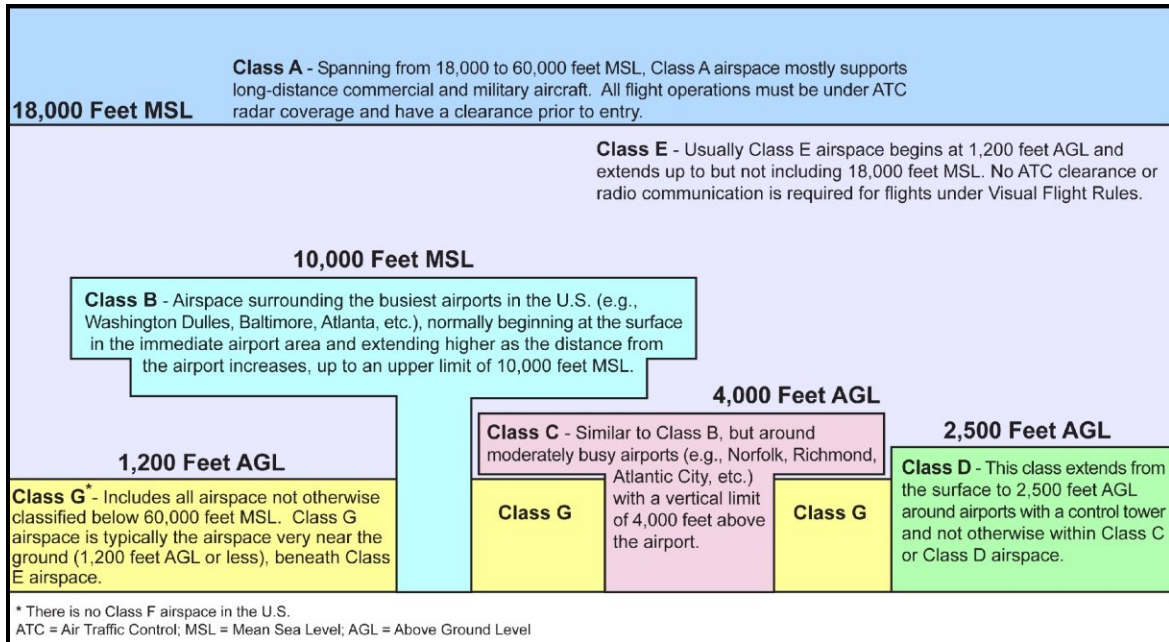 Class A - Spanning from 18,000 to 60,000 feet MSL, Class A airspace mostly supports
long-distance commercial and military aircraft. All flight operations must be under ATC
radar coverage and have a clearance prior to entry.
18,000 Feet MSL
Class E - Usually Class E airspace begins at 1,200 feet AGL and
extends up to but not including 18,000 feet MSL. No ATC clearance or
radio communication is required for flights under Visual Flight Rules.
10,000 Feet MSL
Class B - Airspace surrounding the busiest airports in the U.S. (e.g.,
Washington Dulles, Baltimore, Atlanta, etc.), normally beginning at the surface
in the immediate airport area and extending higher as the distance from
the airport increases, up to an upper limit of 10,000 feet MSL.
4,000 Feet AGL
Class C - Similar to Class B, but around
moderately busy airports (e.g., Norfolk, Richmond,
Atlantic City, etc.)
with a vertical limit
of 4,000 feet above
the airport.
2,500 Feet AGL
Class D - This class extends from
the surface to 2,500 feet AGL
around airports with a control tower
and not otherwise within Class C
or Class D airspace.
1,200 Feet AGL
Class G* - Includes all airspace not otherwise
classified below 60,000 feet MSL. Class G
airspace is typically the airspace very near the
ground (1,200 feet AGL or less), beneath Class
E airspace.
Class G
Class G
* There is no Class F airspace in the U.S.
ATC = Air Traffic Control; MSL = Mean Sea Level; AGL = Above Ground Level